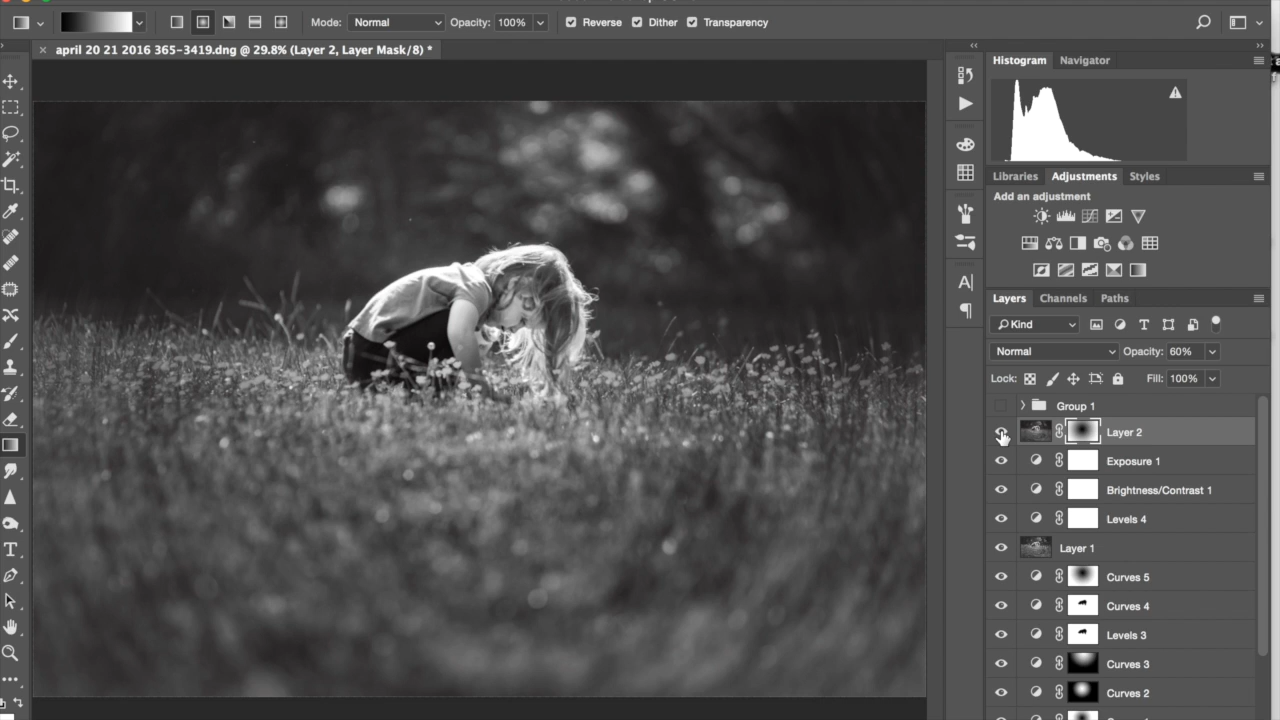 Mode: Normal Opacity: 100% Reverse Dither Transparency
× april 20 21 2016 365-3419.dng @ 29.8% (Layer 2, Layer Mask/8) *
Histogram Navigator
Libraries Adjustments Styles
Add an adjustment
Layers Channels Paths
Kind
Normal Opacity: 60%
Lock: Fill: 100%
Group 1
Layer 2
Exposure 1
Brightness/Contrast 1
Levels 4
Layer 1
Curves 5
Curves 4
Levels 3
Curves 3
Curves 2